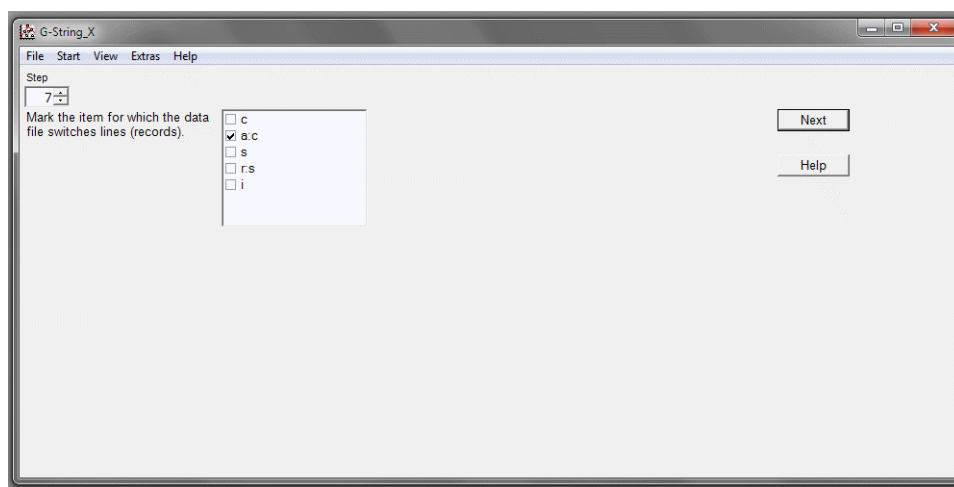 G-String_X
File Start View Extras Help
Step
7
Mark the item for which the data
file switches lines (records).
c
a:c
s
r:s
i
Next
Help